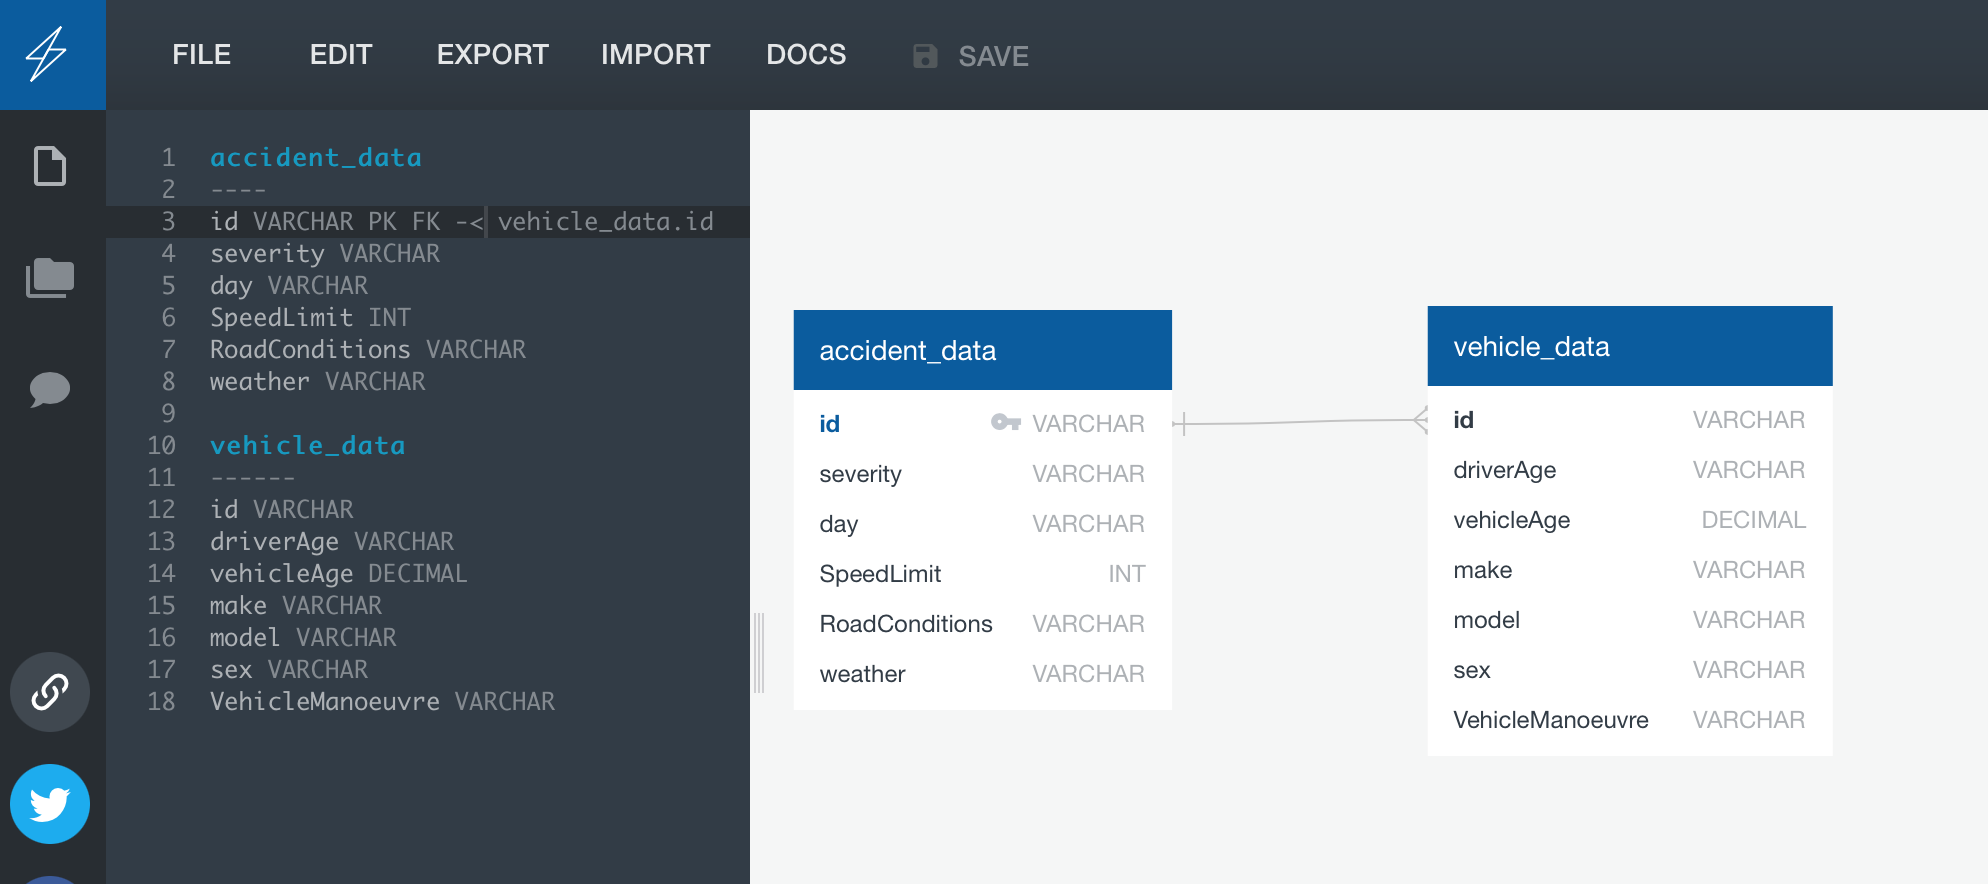 FILE EDIT EXPORT IMPORT DOCS SAVE
1 accident_data
2 ----
3 id VARCHAR PK FK -< vehicle_data.id
4 severity VARCHAR
5 day VARCHAR
6 SpeedLimit INT
7 RoadConditions VARCHAR
8 weather VARCHAR
9
10 vehicle_data
11 ------
12 id VARCHAR
13 driverAge VARCHAR
14 vehicleAge DECIMAL
15 make VARCHAR
16 model VARCHAR
17 sex VARCHAR
18 VehicleManoeuvre VARCHAR
accident_data
id VARCHAR
severity VARCHAR
day VARCHAR
SpeedLimit INT
RoadConditions VARCHAR
weather VARCHAR
vehicle_data
id VARCHAR
driverAge VARCHAR
vehicleAge DECIMAL
make VARCHAR
model VARCHAR
sex VARCHAR
VehicleManoeuvre VARCHAR